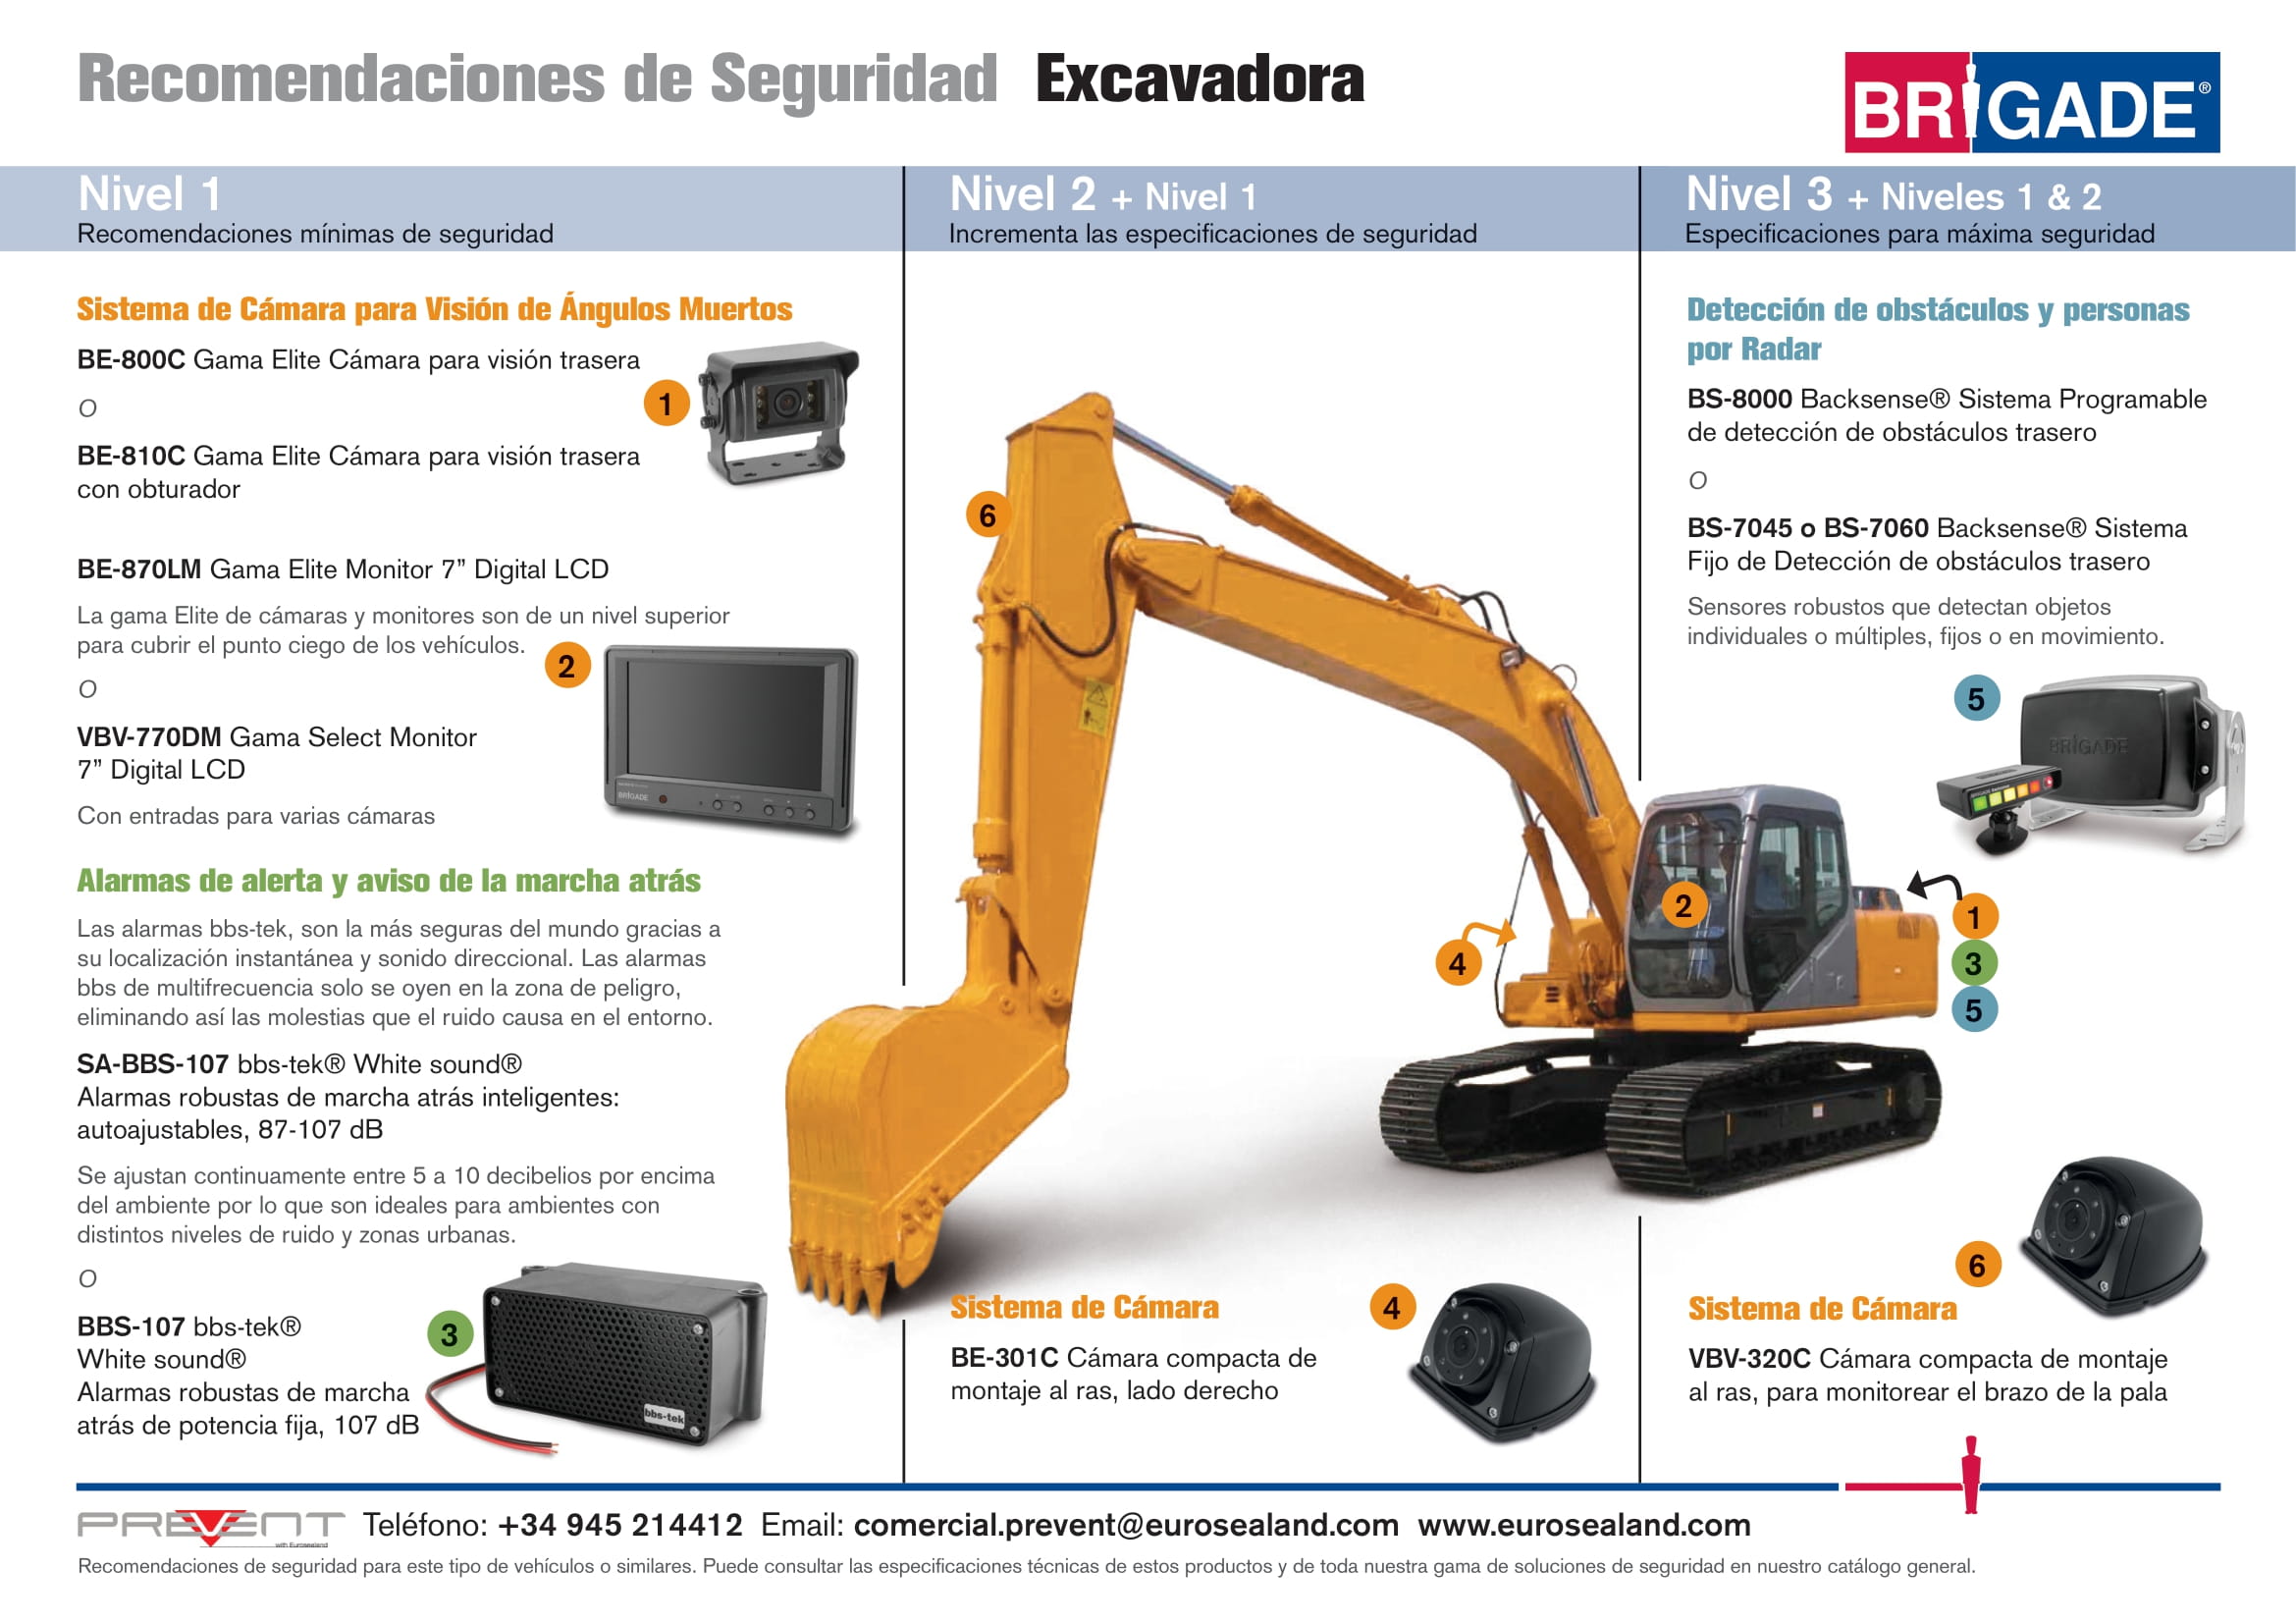 Recomendaciones de Seguridad Excavadora
BRIGADE®
Nivel 1
Recomendaciones mínimas de seguridad
Nivel 2 + Nivel 1
Incrementa las especificaciones de seguridad
Nivel 3 + Niveles 1 & 2
Especificaciones para máxima seguridad
Sistema de Cámara para Visión de Ángulos Muertos
BE-800C Gama Elite Cámara para visión trasera
O
1
BE-810C Gama Elite Cámara para visión trasera
con obturador
BE-870LM Gama Elite Monitor 7” Digital LCD
La gama Elite de cámaras y monitores son de un nivel superior
para cubrir el punto ciego de los vehículos.
2
O
VBV-770DM Gama Select Monitor
7” Digital LCD
BRIGADE
Con entradas para varias cámaras
Alarmas de alerta y aviso de la marcha atrás
Las alarmas bbs-tek, son la más seguras del mundo gracias a
su localización instantánea y sonido direccional. Las alarmas
bbs de multifrecuencia solo se oyen en la zona de peligro,
eliminando así las molestias que el ruido causa en el entorno.
SA-BBS-107 bbs-tek® White sound®
Alarmas robustas de marcha atrás inteligentes:
autoajustables, 87-107 dB
Se ajustan continuamente entre 5 a 10 decibelios por encima
del ambiente por lo que son ideales para ambientes con
distintos niveles de ruido y zonas urbanas.
O
BBS-107 bbs-tek®
White sound®
Alarmas robustas de marcha
atrás de potencia fija, 107 dB
3
bbs-tek
6
2
4
1
3
5
Sistema de Cámara
4
BE-301C Cámara compacta de
montaje al ras, lado derecho
Detección de obstáculos y personas
por Radar
BS-8000 Backsense® Sistema Programable
de detección de obstáculos trasero
O
BS-7045 o BS-7060 Backsense® Sistema
Fijo de Detección de obstáculos trasero
Sensores robustos que detectan objetos
individuales o múltiples, fijos o en movimiento.
5
BRIGADE
6
Sistema de Cámara
VBV-320C Cámara compacta de montaje
al ras, para monitorear el brazo de la pala
PREVENT
with Eurosealand
Teléfono: +34 945 214412 Email: comercial.prevent@eurosealand.com www.eurosealand.com
Recomendaciones de seguridad para este tipo de vehículos o similares. Puede consultar las especificaciones técnicas de estos productos y de toda nuestra gama de soluciones de seguridad en nuestro catálogo general.